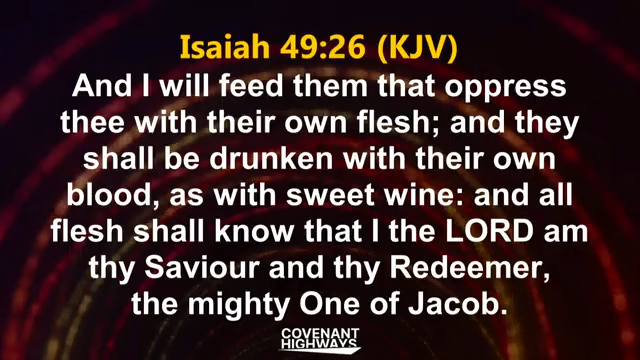 Isaiah 49:26 (KJV)
And I will feed them that oppress
thee with their own flesh; and they
shall be drunken with their own
blood, as with sweet wine: and all
flesh shall know that I the LORD am
thy Saviour and thy Redeemer,
the mighty One of Jacob.
COVENANT
HIGHWAYS